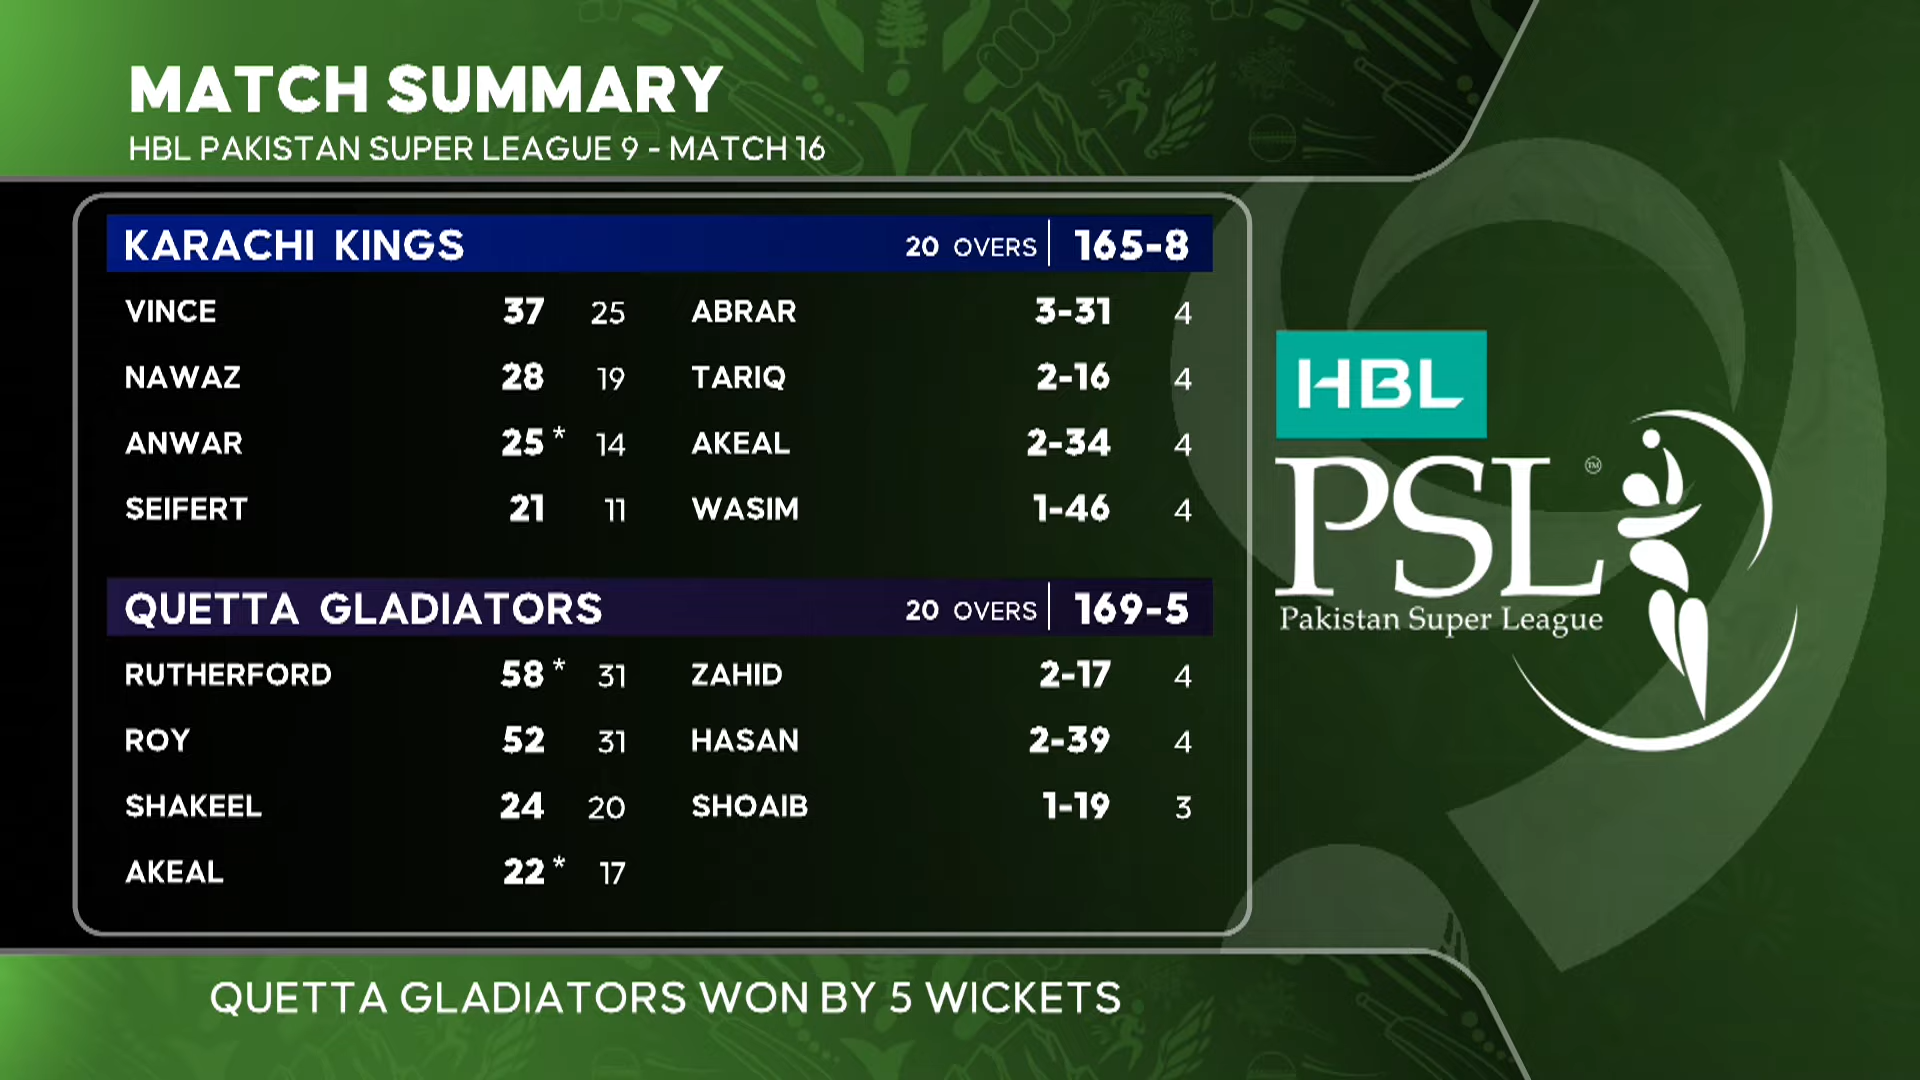 MATCH SUMMARY
HBL PAKISTAN SUPER LEAGUE 9 - MATCH 16
KARACHI KINGS 20 OVERS 165-8
VINCE 37 25 ABRAR 3-31 4
NAWAZ 28 19 TARIQ 2-16 4
ANWAR 25* 14 AKEAL 2-34 4
SEIFERT 21 11 WASIM 1-46 4
QUETTA GLADIATORS 20 OVERS 169-5
RUTHERFORD 58* 31 ZAHID 2-17 4
ROY 52 31 HASAN 2-39 4
SHAKEEL 24 20 SHOAIB 1-19 3
AKEAL 22* 17
QUETTA GLADIATORS WON BY 5 WICKETS
HBL
PSL TM
Pakistan Super League